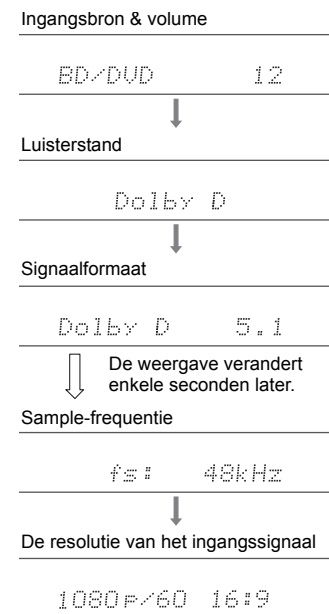 Ingangsbron & volume
BD/DVD 12
Luisterstand
Dolby D
Signaalformaat
Dolby D 5.1
De weergave verandert
enkele seconden later.
Sample-frequentie
fs: 48kHz
De resolutie van het ingangssignaal
1080p/60 16:9